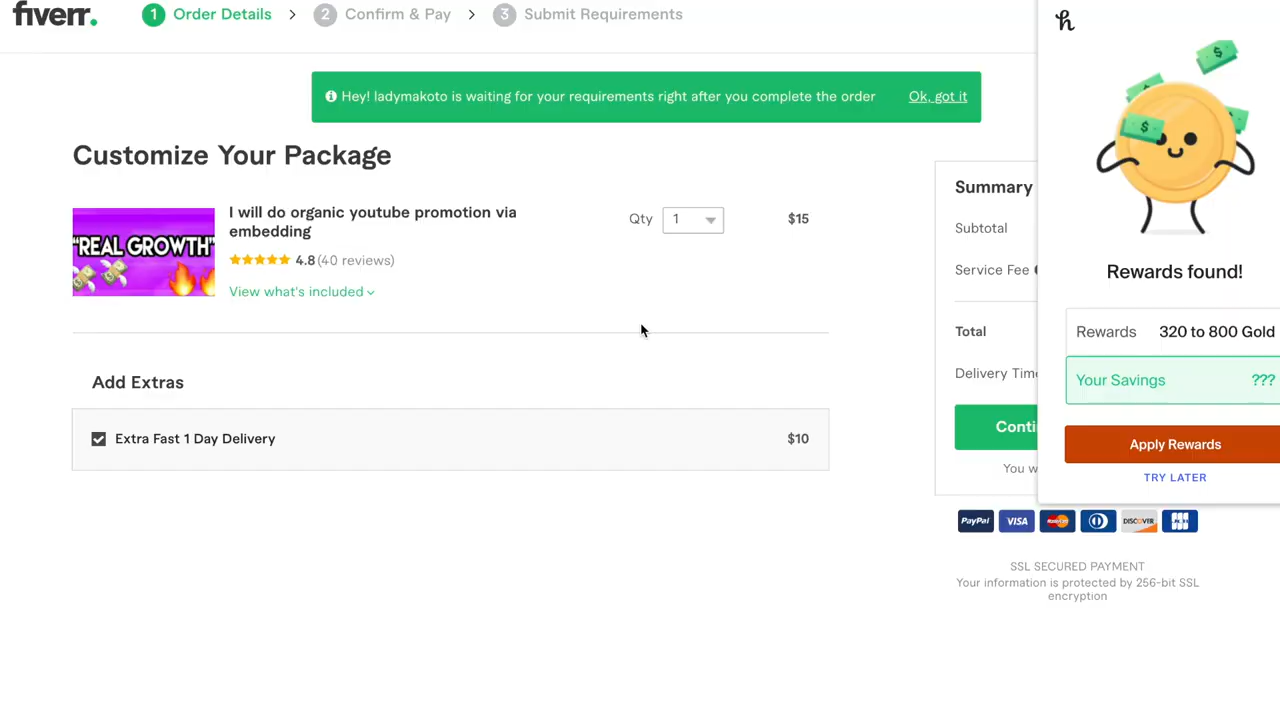 fiverr.
1 Order Details > 2 Confirm & Pay > 3 Submit Requirements
Hey! ladymakoto is waiting for your requirements right after you complete the order Ok, got it
Customize Your Package
"REAL GROWTH"
I will do organic youtube promotion via
embedding
4.8 (40 reviews)
View what's included
Qty 1 $15
Add Extras
Extra Fast 1 Day Delivery $10
Summary
Subtotal
Service Fee
Total
Delivery Time
Conti
You w
PayPal VISA DISCOVER
SSL SECURED PAYMENT
Your information is protected by 256-bit SSL
encryption
h
$
$
Rewards found!
Rewards 320 to 800 Gold
Your Savings ???
Apply Rewards
TRY LATER